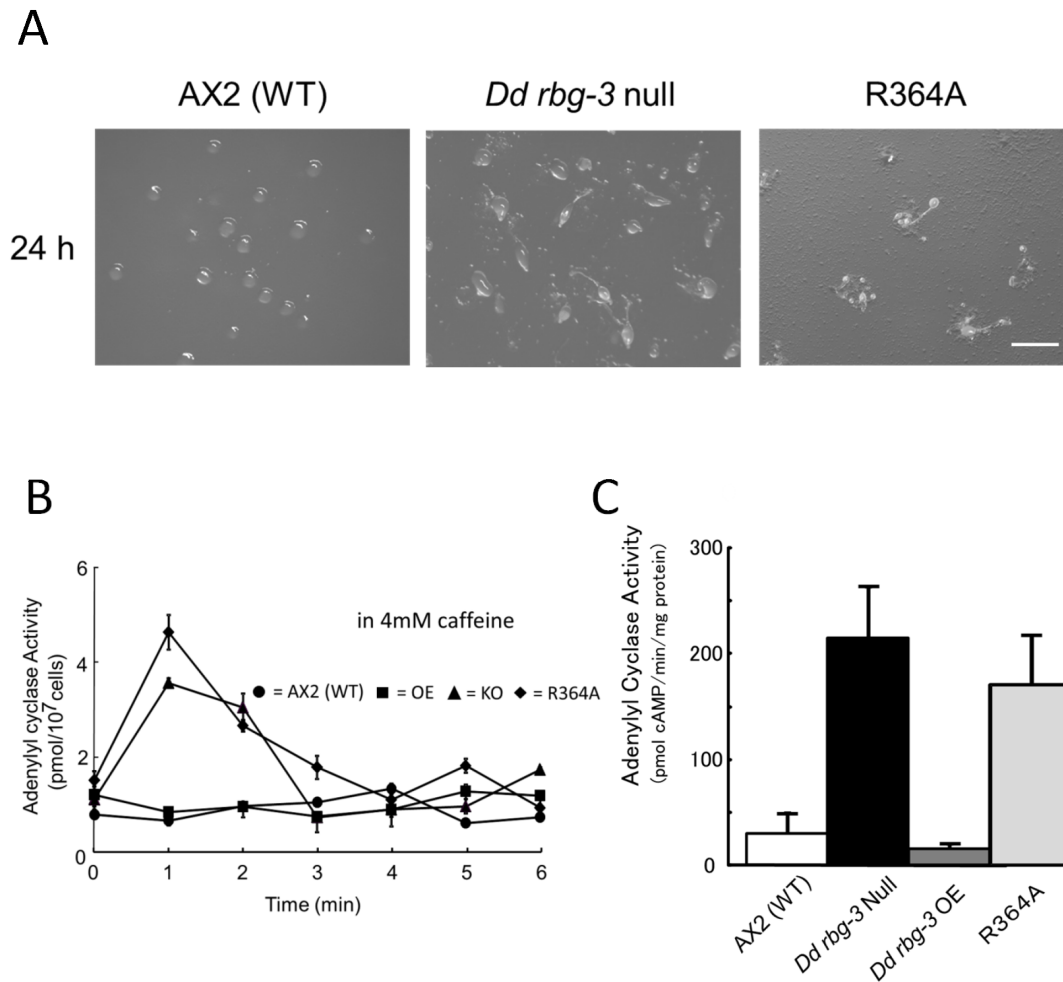 A
AX2 (WT)
Dd rbg-3 null
R364A
24 h
B
Adenylyl cyclase Activity
(pmol/10⁷cells)
6
4
2
0
in 4mM caffeine
= AX2 (WT) = OE = KO = R364A
0 1 2 3 4 5 6
Time (min)
C
Adenylyl Cyclase Activity
(pmol cAMP/min/mg protein)
300
200
100
0
AX2 (WT)
Dd rbg-3 Null
Dd rbg-3 OE
R364A